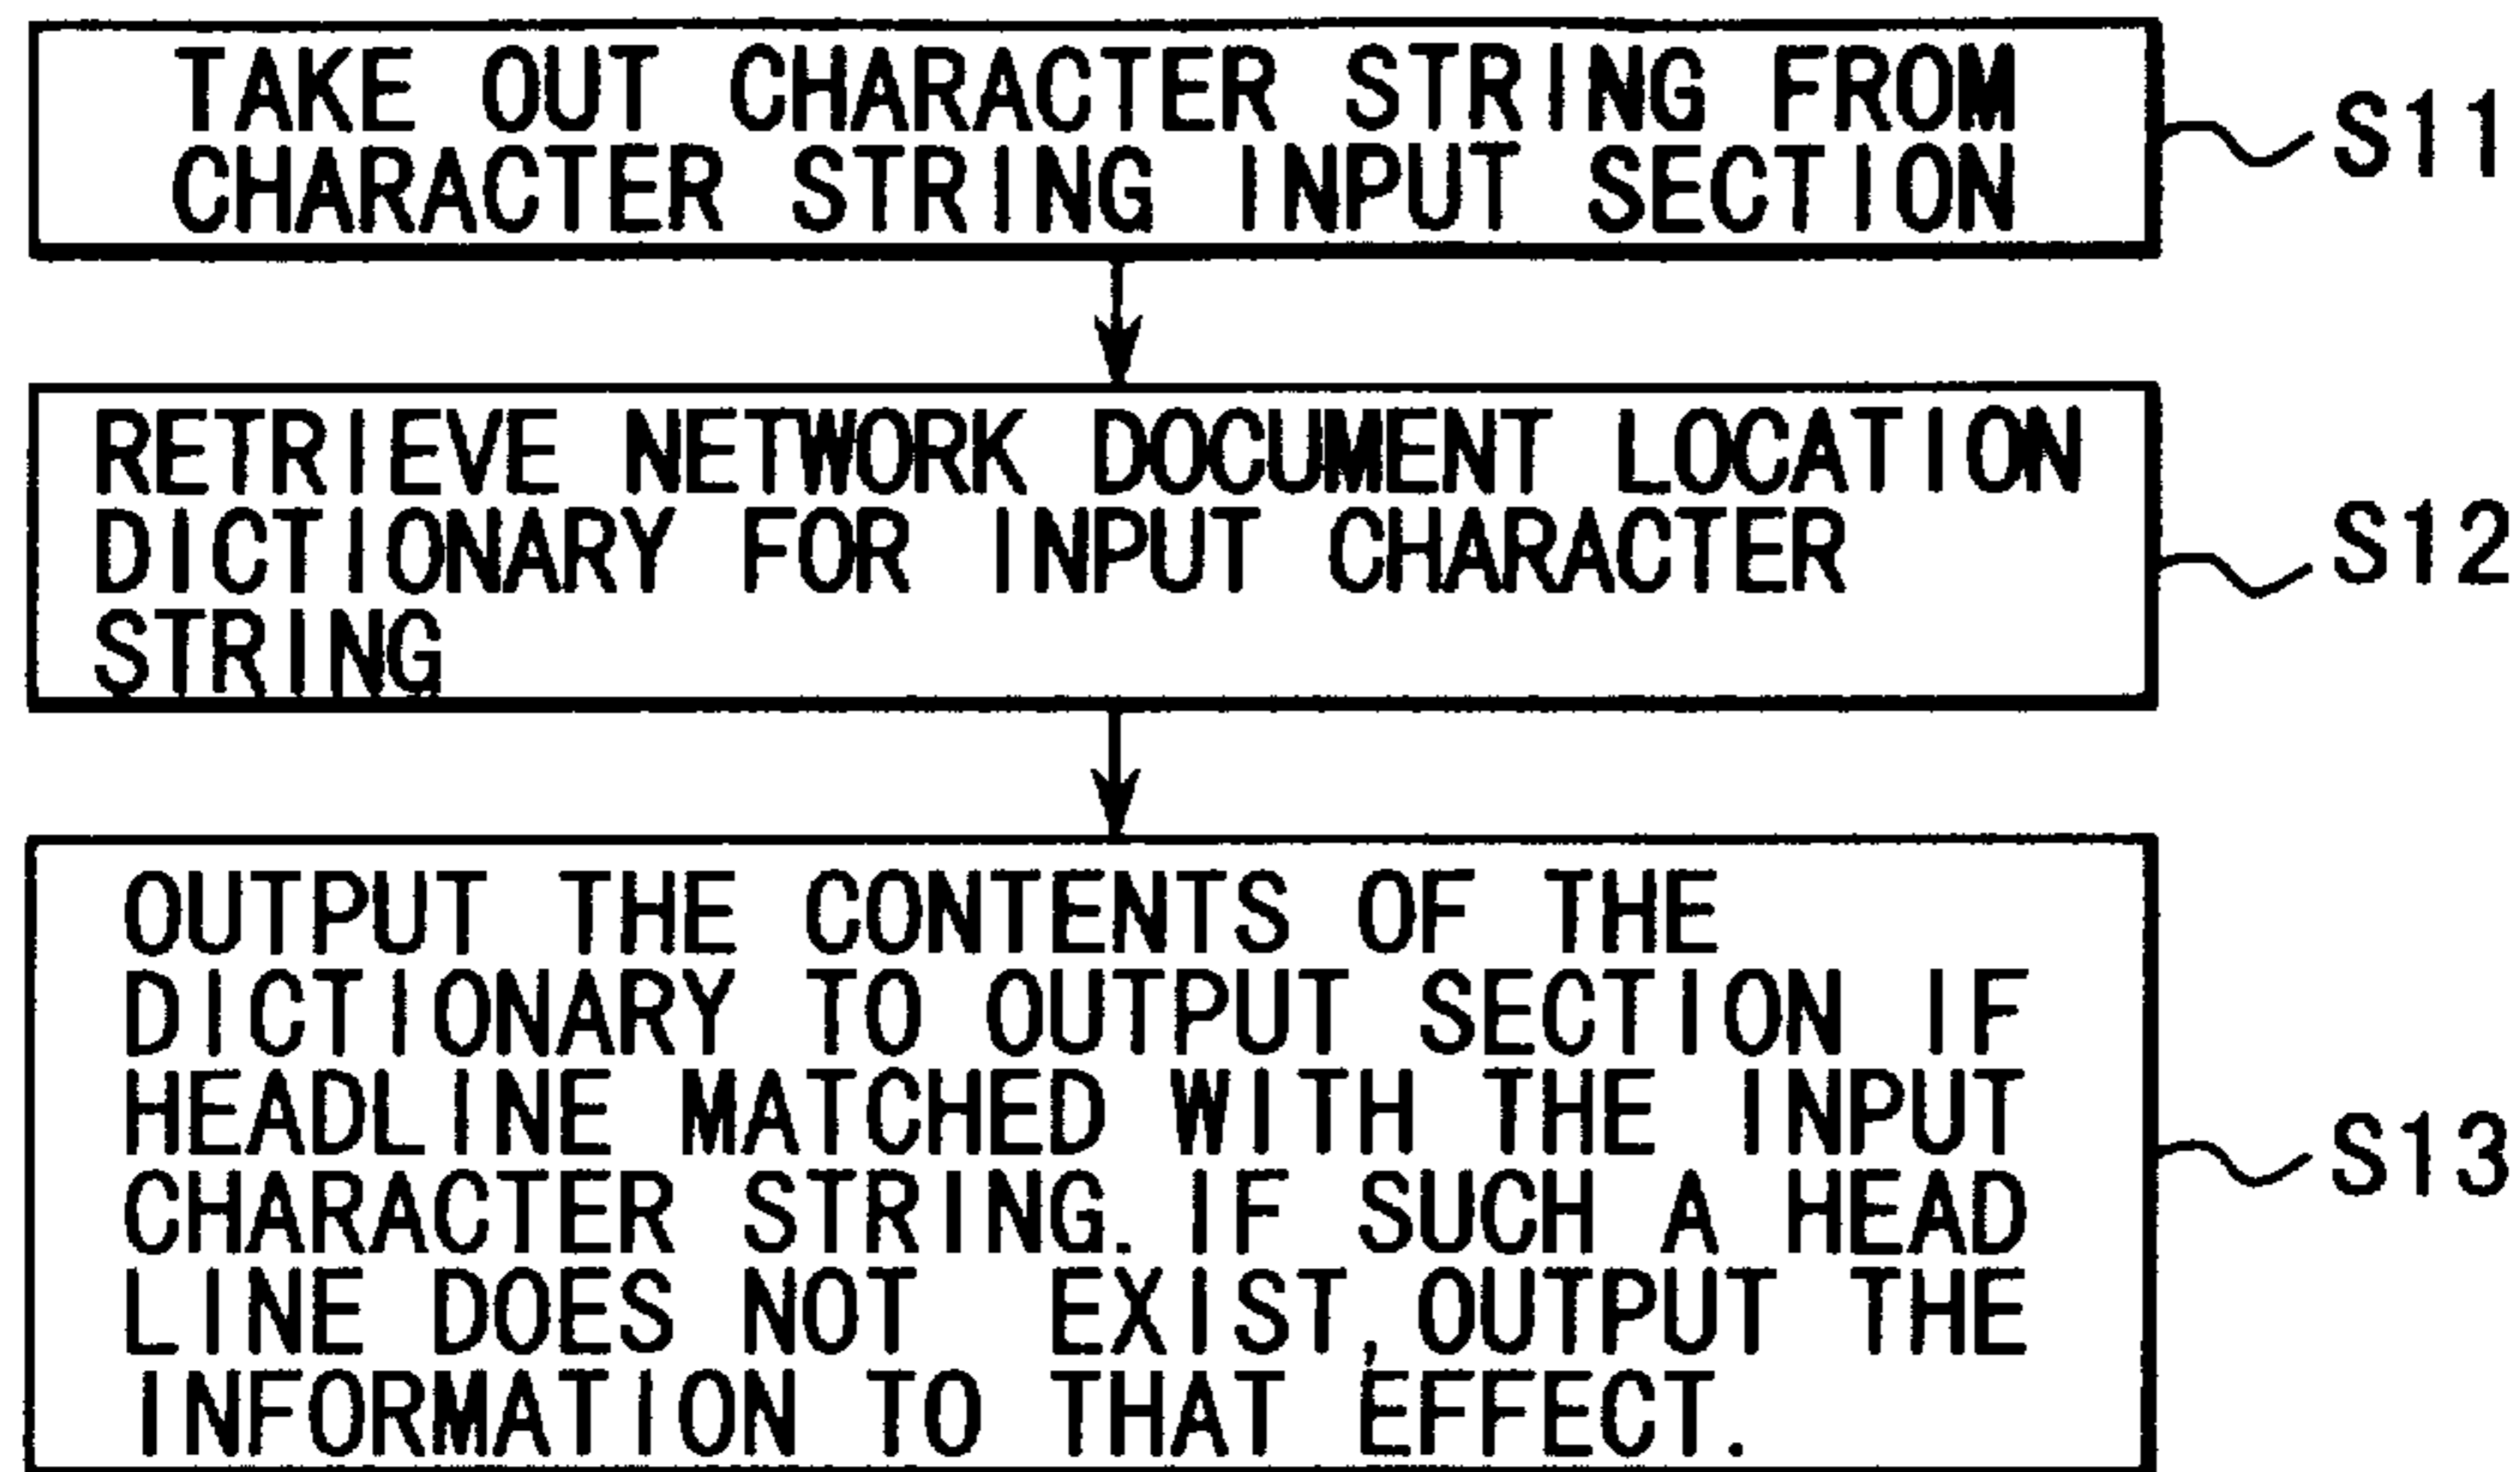 TAKE OUT CHARACTER STRING FROM
CHARACTER STRING INPUT SECTION
S11
RETRIEVE NETWORK DOCUMENT LOCATION
DICTIONARY FOR INPUT CHARACTER
STRING
S12
OUTPUT THE CONTENTS OF THE
DICTIONARY TO OUTPUT SECTION IF
HEADLINE MATCHED WITH THE INPUT
CHARACTER STRING. IF SUCH A HEAD
LINE DOES NOT EXIST, OUTPUT THE
INFORMATION TO THAT EFFECT.
S13